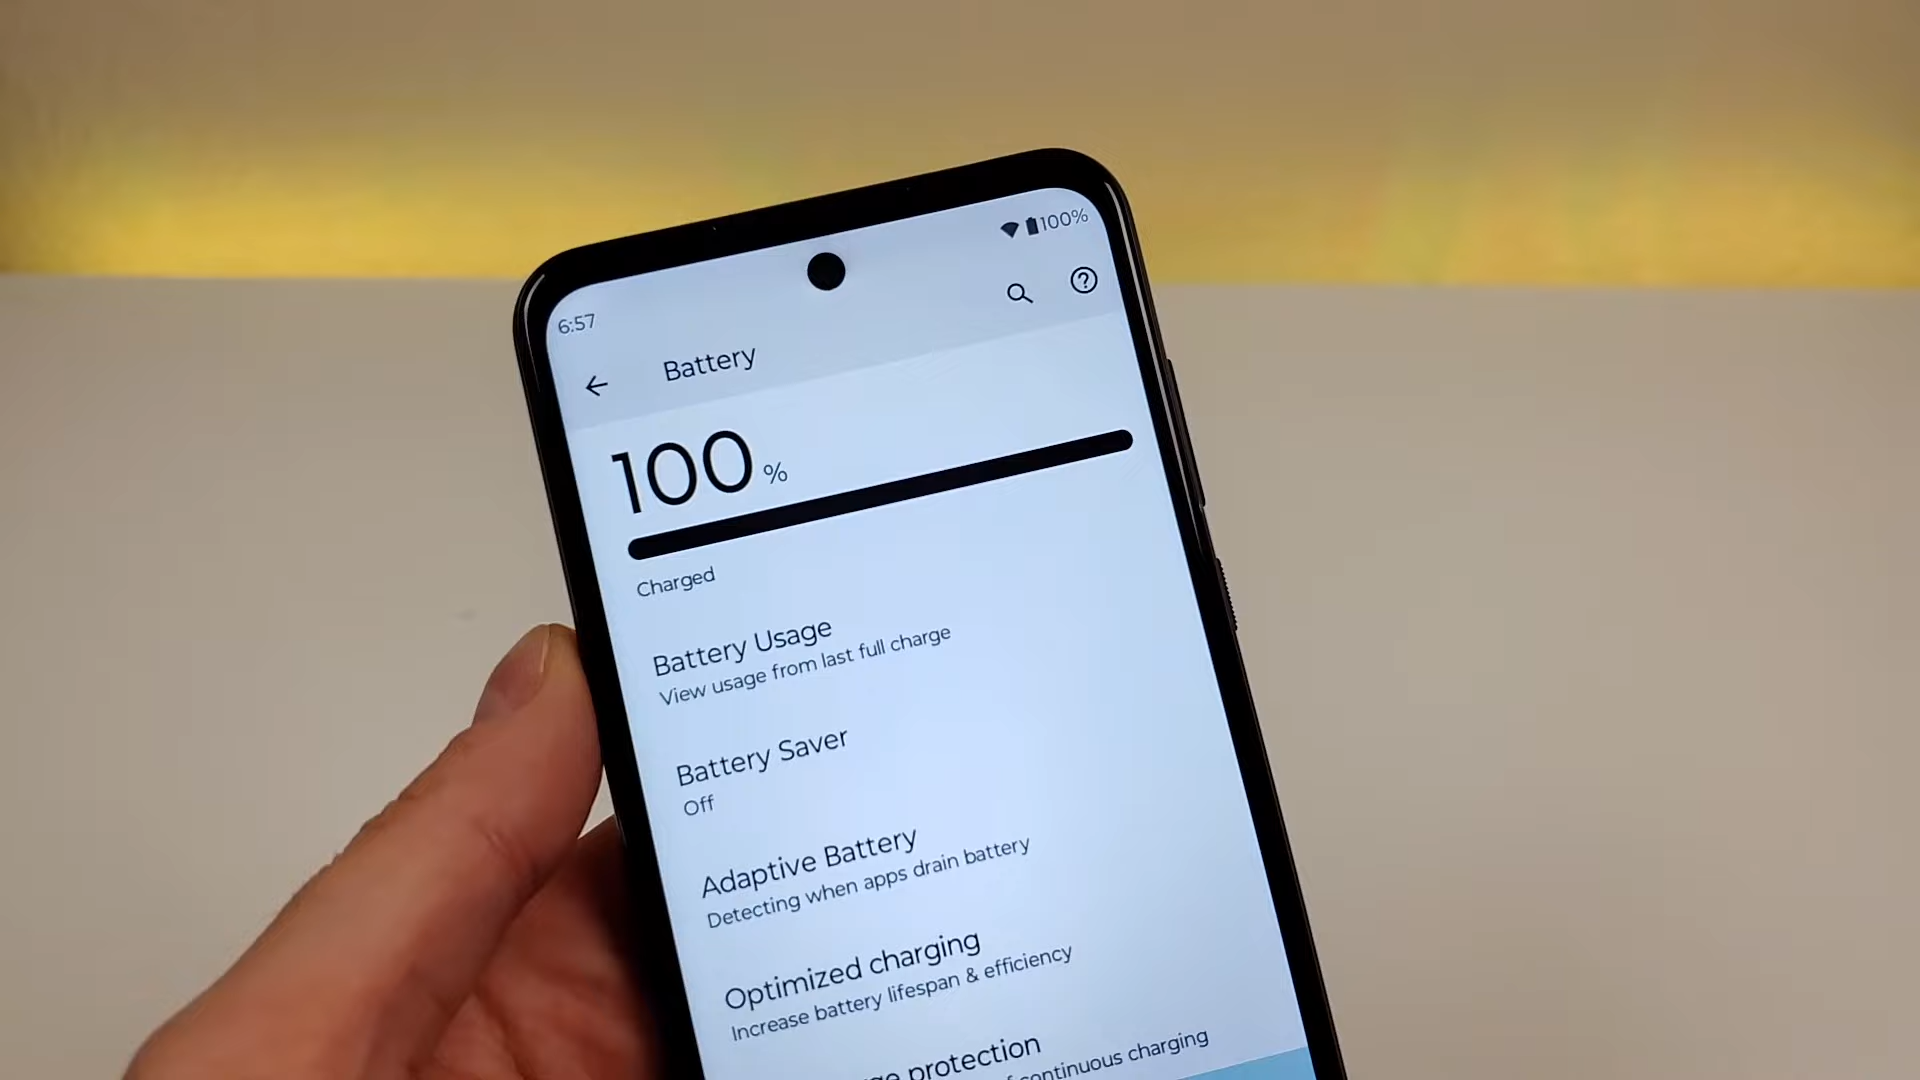 100%
6:57
Battery
100 %
Charged
Battery Usage
View usage from last full charge
Battery Saver
Off
Adaptive Battery
Detecting when apps drain battery
Optimized charging
Increase battery lifespan & efficiency
protection
continuous charging